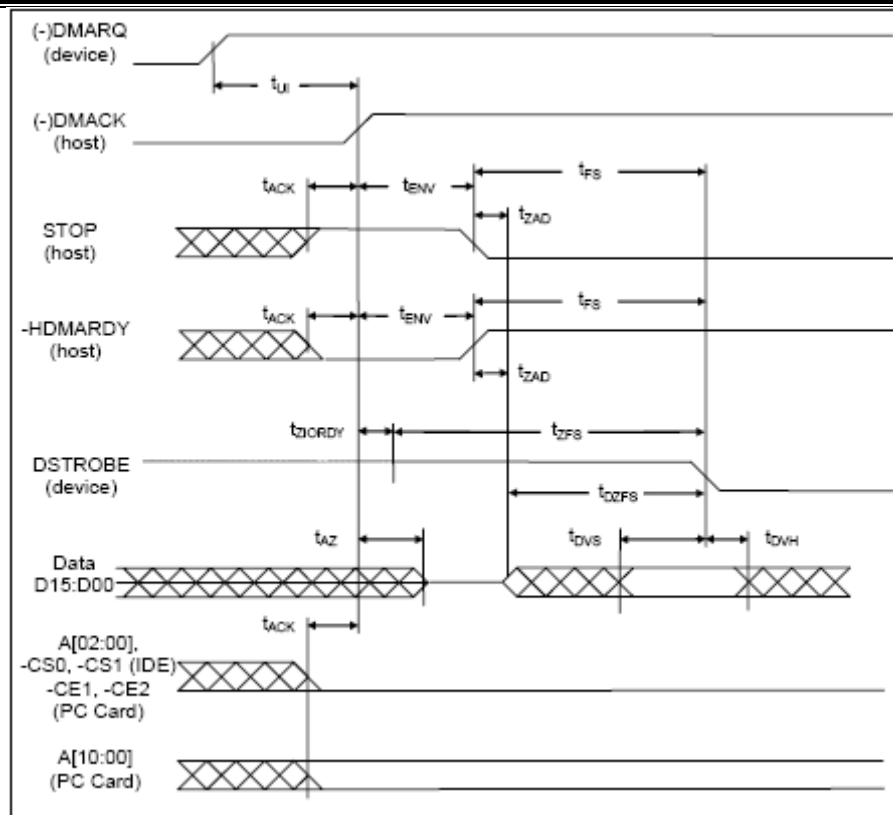 (-)DMARQ
(device)
tUI
(-)DMACK
(host)
tACK
tENV
tFS
tZAD
STOP
(host)
tACK
tENV
tFS
-HDMARDY
(host)
tZAD
tZIORDY
tZFS
DSTROBE
(device)
tDZFS
tAZ
tDVS
tDVH
Data
D15:D00
tACK
A[02:00],
-CS0, -CS1 (IDE)
-CE1, -CE2
(PC Card)
A[10:00]
(PC Card)